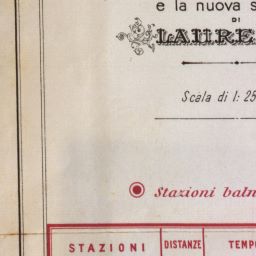 e la nuova s
DI
LAURE
Scala di 1: 25
Stazioni baln
STAZIONI DISTANZE TEMP